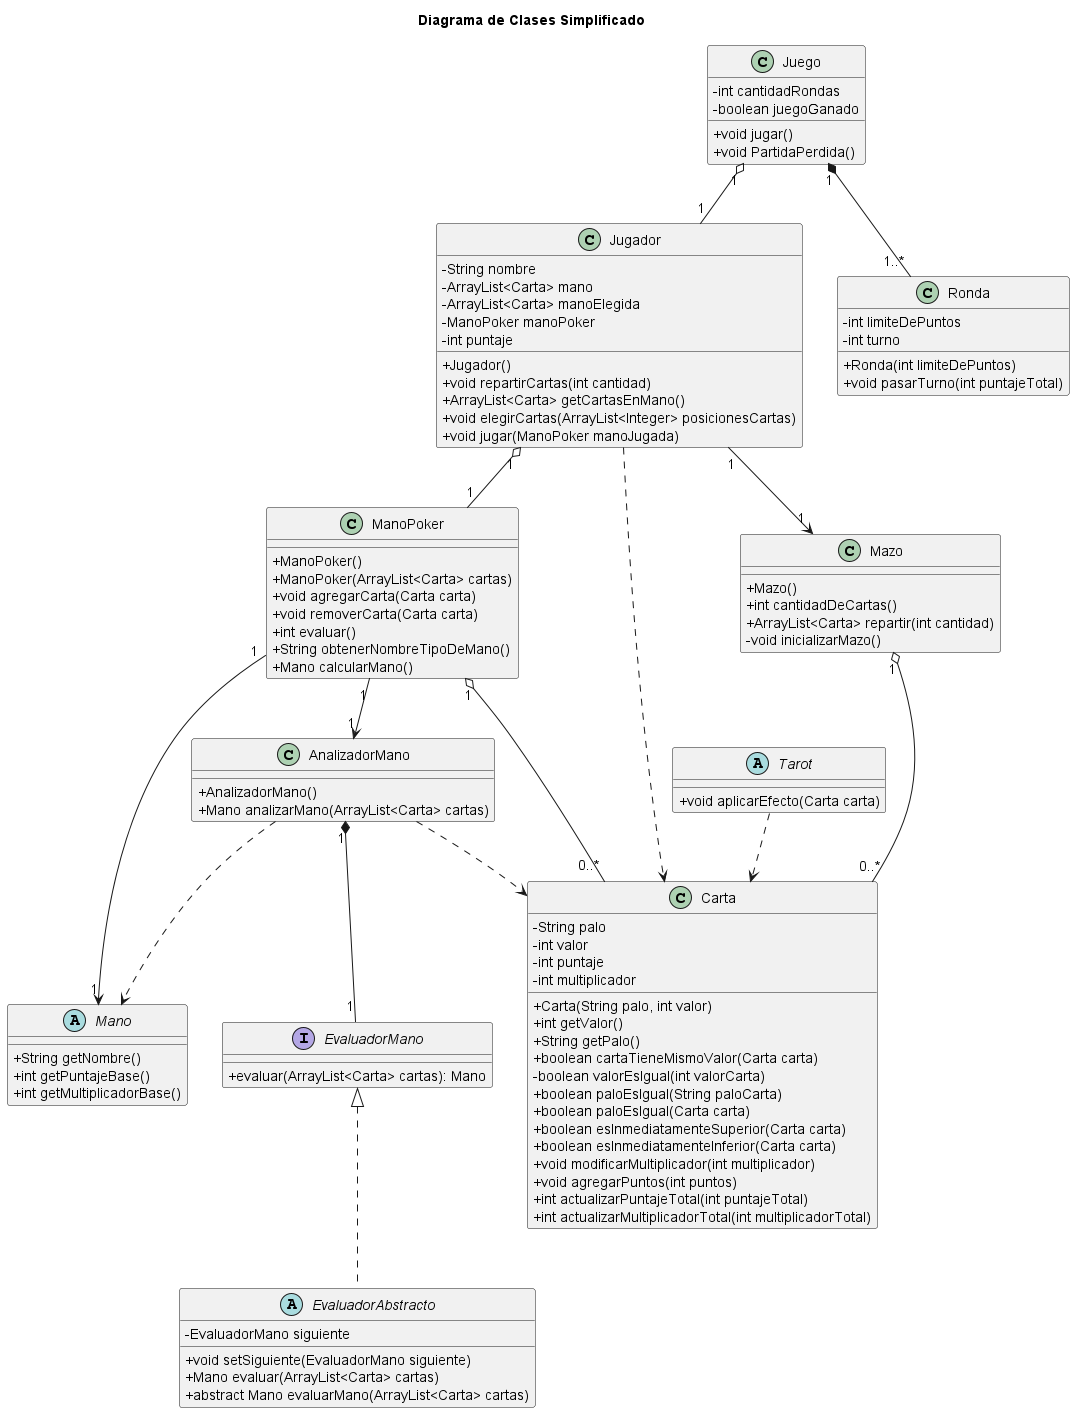 Diagrama de Clases Simplificado
C Juego
-int cantidadRondas
-boolean juegoGanado
+void jugar()
+void PartidaPerdida()
1
1
1
1..*
C Jugador
-String nombre
-ArrayList<Carta> mano
-ArrayList<Carta> manoElegida
-ManoPoker manoPoker
-int puntaje
+Jugador()
+void repartirCartas(int cantidad)
+ArrayList<Carta> getCartasEnMano()
+void elegirCartas(ArrayList<Integer> posicionesCartas)
+void jugar(ManoPoker manoJugada)
C Ronda
-int limiteDePuntos
-int turno
+Ronda(int limiteDePuntos)
+void pasarTurno(int puntajeTotal)
1
1
1
1
C ManoPoker
+ManoPoker()
+ManoPoker(ArrayList<Carta> cartas)
+void agregarCarta(Carta carta)
+void removerCarta(Carta carta)
+int evaluar()
+String obtenerNombreTipoDeMano()
+Mano calcularMano()
C Mazo
+Mazo()
+int cantidadDeCartas()
+ArrayList<Carta> repartir(int cantidad)
-void inicializarMazo()
1
1
1
1
1
C AnalizadorMano
+AnalizadorMano()
+Mano analizarMano(ArrayList<Carta> cartas)
A Tarot
+void aplicarEfecto(Carta carta)
1
0..*
0..*
C Carta
-String palo
-int valor
-int puntaje
-int multiplicador
+Carta(String palo, int valor)
+int getValor()
+String getPalo()
+boolean cartaTieneMismoValor(Carta carta)
-boolean valorEsIgual(int valorCarta)
+boolean paloEsIgual(String paloCarta)
+boolean paloEsIgual(Carta carta)
+boolean esInmediatamenteSuperior(Carta carta)
+boolean esInmediatamenteInferior(Carta carta)
+void modificarMultiplicador(int multiplicador)
+void agregarPuntos(int puntos)
+int actualizarPuntajeTotal(int puntajeTotal)
+int actualizarMultiplicadorTotal(int multiplicadorTotal)
1
1
A Mano
+String getNombre()
+int getPuntajeBase()
+int getMultiplicadorBase()
I EvaluadorMano
+evaluar(ArrayList<Carta> cartas): Mano
A EvaluadorAbstracto
-EvaluadorMano siguiente
+void setSiguiente(EvaluadorMano siguiente)
+Mano evaluar(ArrayList<Carta> cartas)
+abstract Mano evaluarMano(ArrayList<Carta> cartas)